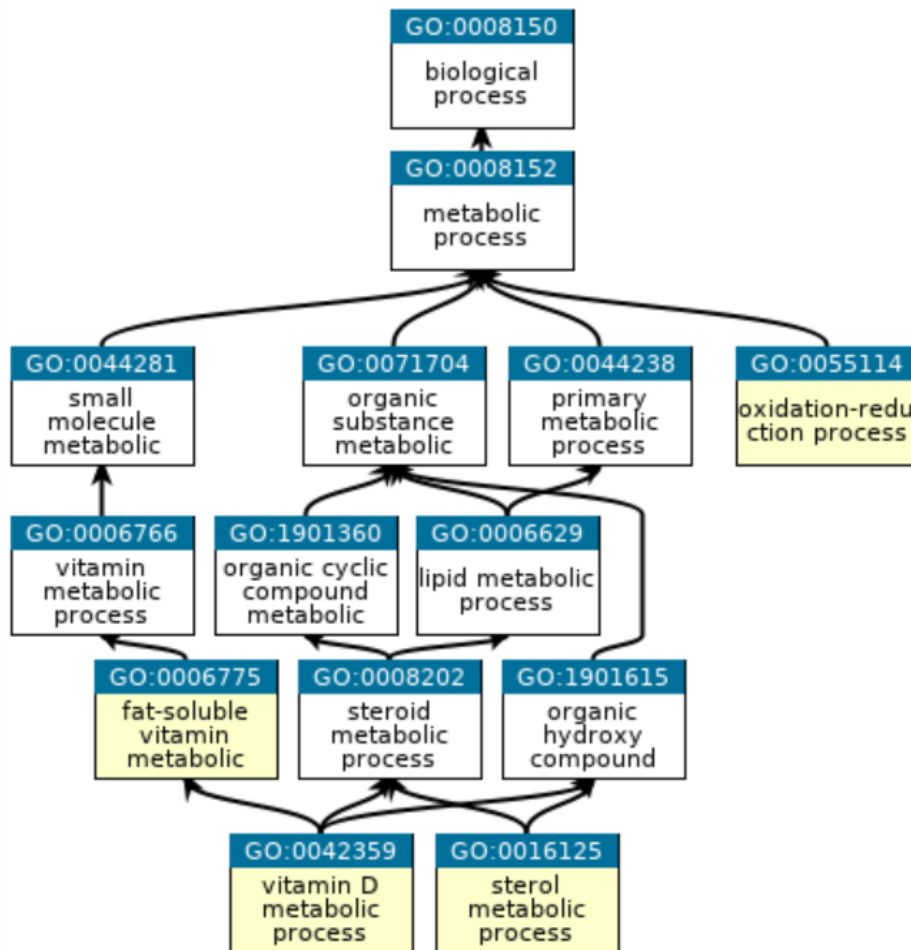 GO:0008150
biological
process
GO:0008152
metabolic
process
GO:0044281
small
molecule
metabolic
GO:0071704
organic
substance
metabolic
GO:0044238
primary
metabolic
process
GO:0055114
oxidation-redu
ction process
GO:0006766
vitamin
metabolic
process
GO:1901360
organic cyclic
compound
metabolic
GO:0006629
lipid metabolic
process
GO:0006775
fat-soluble
vitamin
metabolic
GO:0008202
steroid
metabolic
process
GO:1901615
organic
hydroxy
compound
GO:0042359
vitamin D
metabolic
process
GO:0016125
sterol
metabolic
process